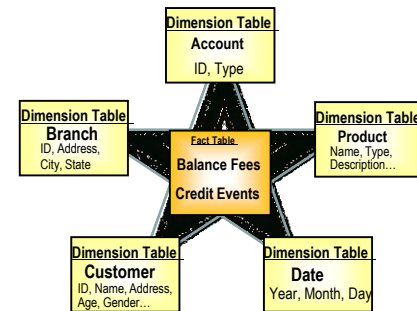 Dimension Table
Account
ID, Type
Dimension Table
Branch
ID, Address,
City, State
Fact Table
Balance Fees
Credit Events
Dimension Table
Product
Name, Type,
Description...
Dimension Table
Customer
ID, Name, Address,
Age, Gender...
Dimension Table
Date
Year, Month, Day